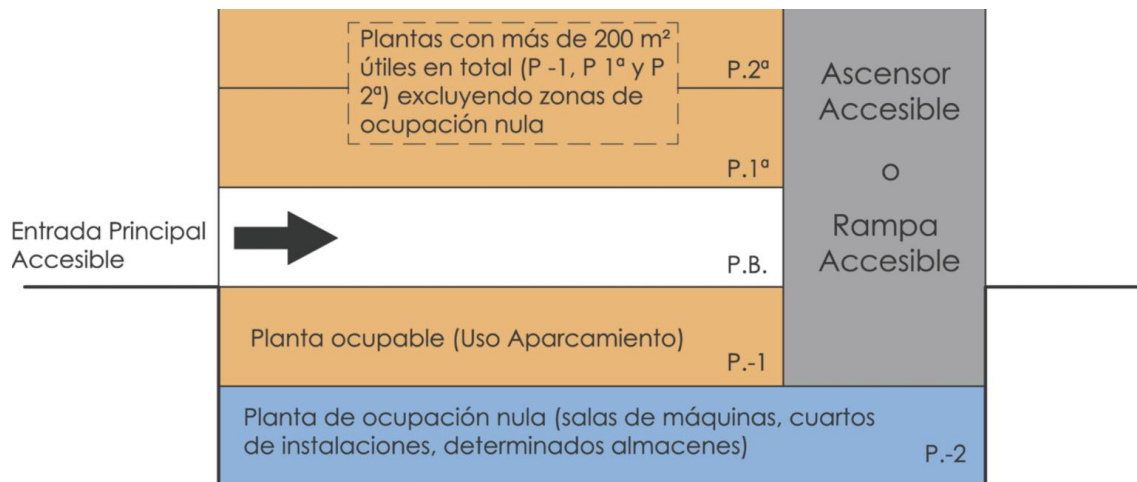 Plantas con más de 200 m²
útiles en total (P -1, P 1ª y P
2ª) excluyendo zonas de
ocupación nula
P.2ª
P.1ª
Ascensor
Accesible
o
Rampa
Accesible
Entrada Principal
Accesible
P.B.
Planta ocupable (Uso Aparcamiento)
P.-1
Planta de ocupación nula (salas de máquinas, cuartos
de instalaciones, determinados almacenes)
P.-2